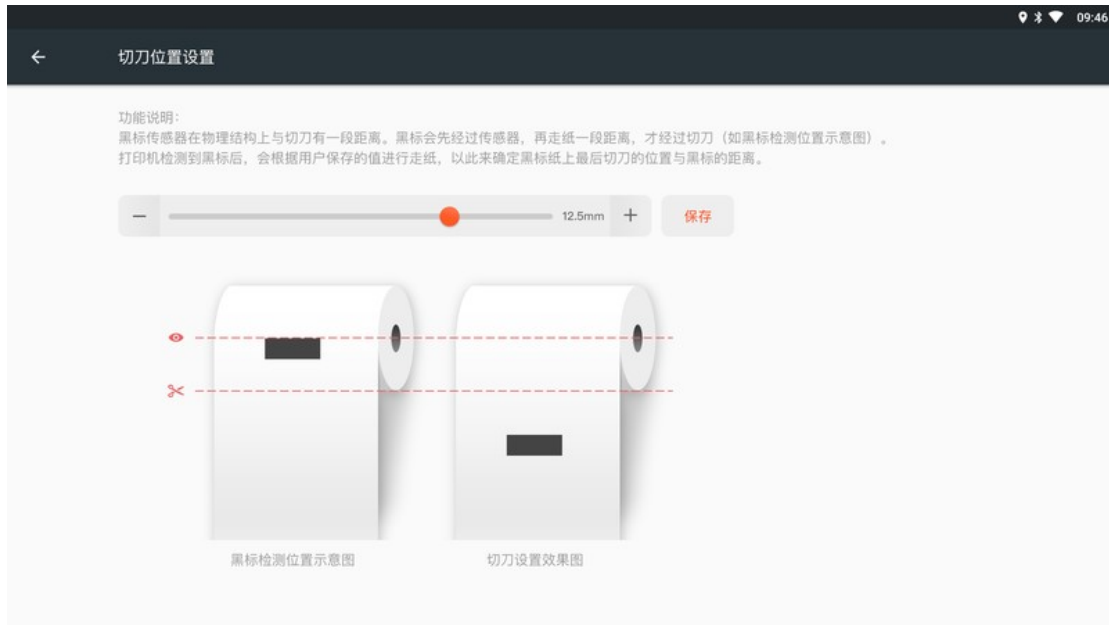 09:46
切刀位置设置
功能说明：
黑标传感器在物理结构上与切刀有一段距离。黑标会先经过传感器，再走纸一段距离，才经过切刀（如黑标检测位置示意图）。
打印机检测到黑标后，会根据用户保存的值进行走纸，以此来确定黑标纸上最后切刀的位置与黑标的距离。
12.5mm
保存
黑标检测位置示意图
切刀设置效果图